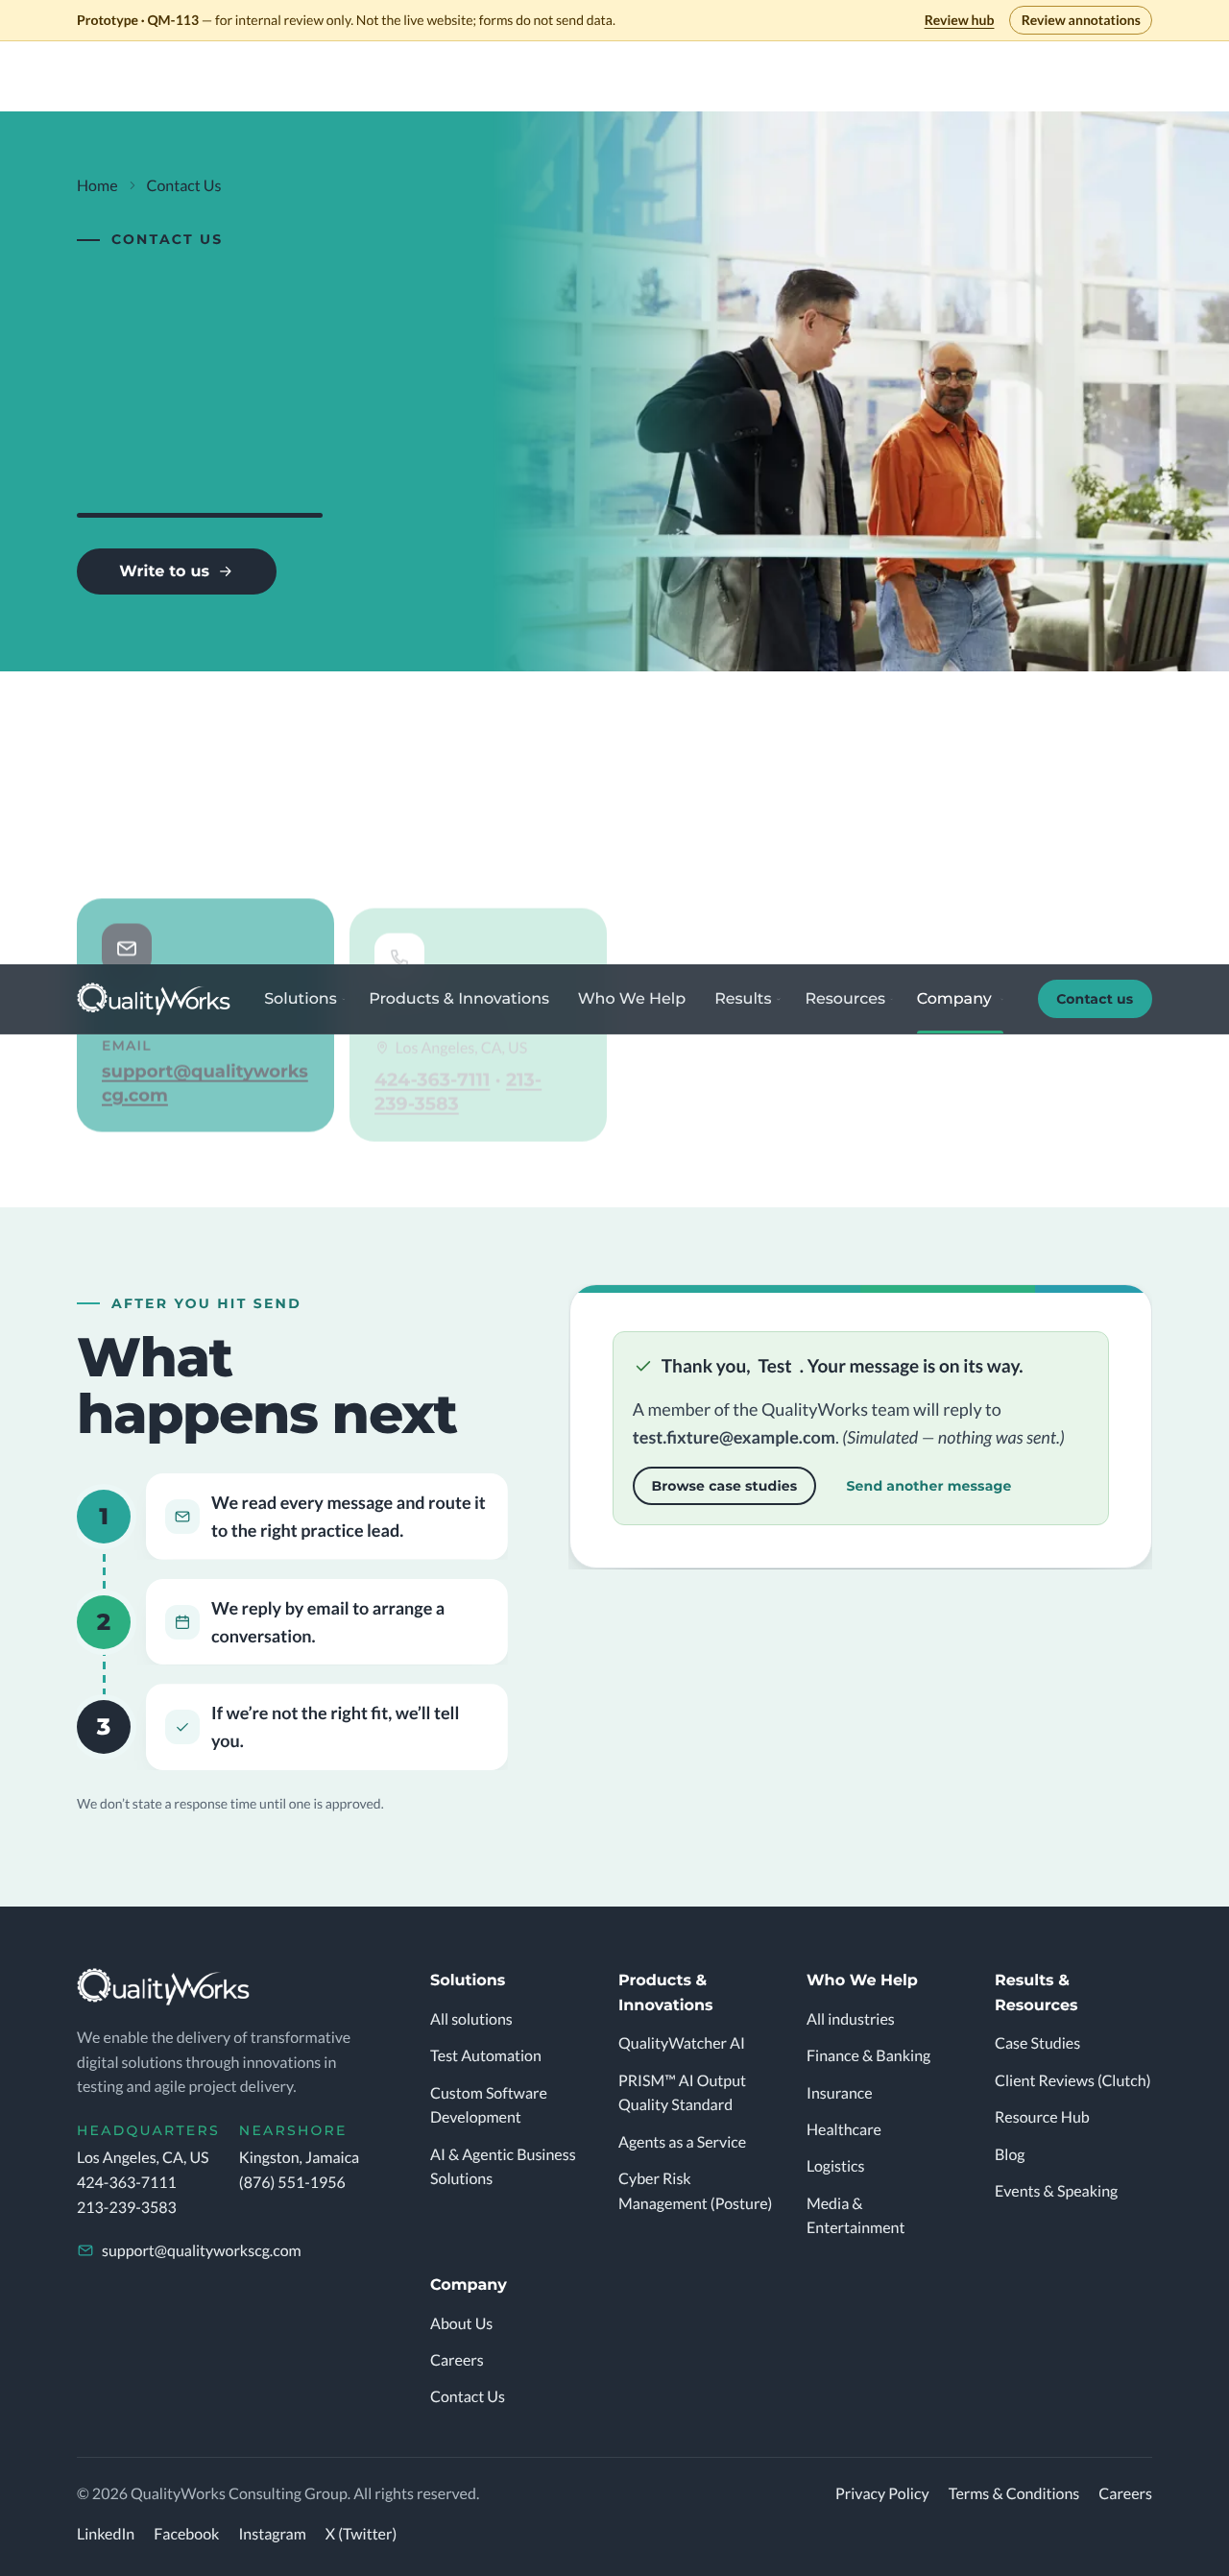 Prototype · QM-113 — for internal review only. Not the live website; forms do not send data.
Review hub
Review annotations
Home > Contact Us
CONTACT US
Write to us →
QualityWorks
Solutions
Products & Innovations
Who We Help
Results
Resources
Company
Contact us
EMAIL
support@qualityworks
cg.com
Los Angeles, CA, US
424-363-7111 · 213-
239-3583
AFTER YOU HIT SEND
What
happens next
1
We read every message and route it
to the right practice lead.
2
We reply by email to arrange a
conversation.
3
If we’re not the right fit, we’ll tell
you.
We don’t state a response time until one is approved.
Thank you, Test . Your message is on its way.
A member of the QualityWorks team will reply to
test.fixture@example.com. (Simulated — nothing was sent.)
Browse case studies
Send another message
QualityWorks
We enable the delivery of transformative
digital solutions through innovations in
testing and agile project delivery.
HEADQUARTERS
Los Angeles, CA, US
424-363-7111
213-239-3583
NEARSHORE
Kingston, Jamaica
(876) 551-1956
support@qualityworkscg.com
Solutions
All solutions
Test Automation
Custom Software
Development
AI & Agentic Business
Solutions
Products &
Innovations
QualityWatcher AI
PRISM™ AI Output
Quality Standard
Agents as a Service
Cyber Risk
Management (Posture)
Who We Help
All industries
Finance & Banking
Insurance
Healthcare
Logistics
Media &
Entertainment
Results &
Resources
Case Studies
Client Reviews (Clutch)
Resource Hub
Blog
Events & Speaking
Company
About Us
Careers
Contact Us
© 2026 QualityWorks Consulting Group. All rights reserved.
Privacy Policy
Terms & Conditions
Careers
LinkedIn
Facebook
Instagram
X (Twitter)